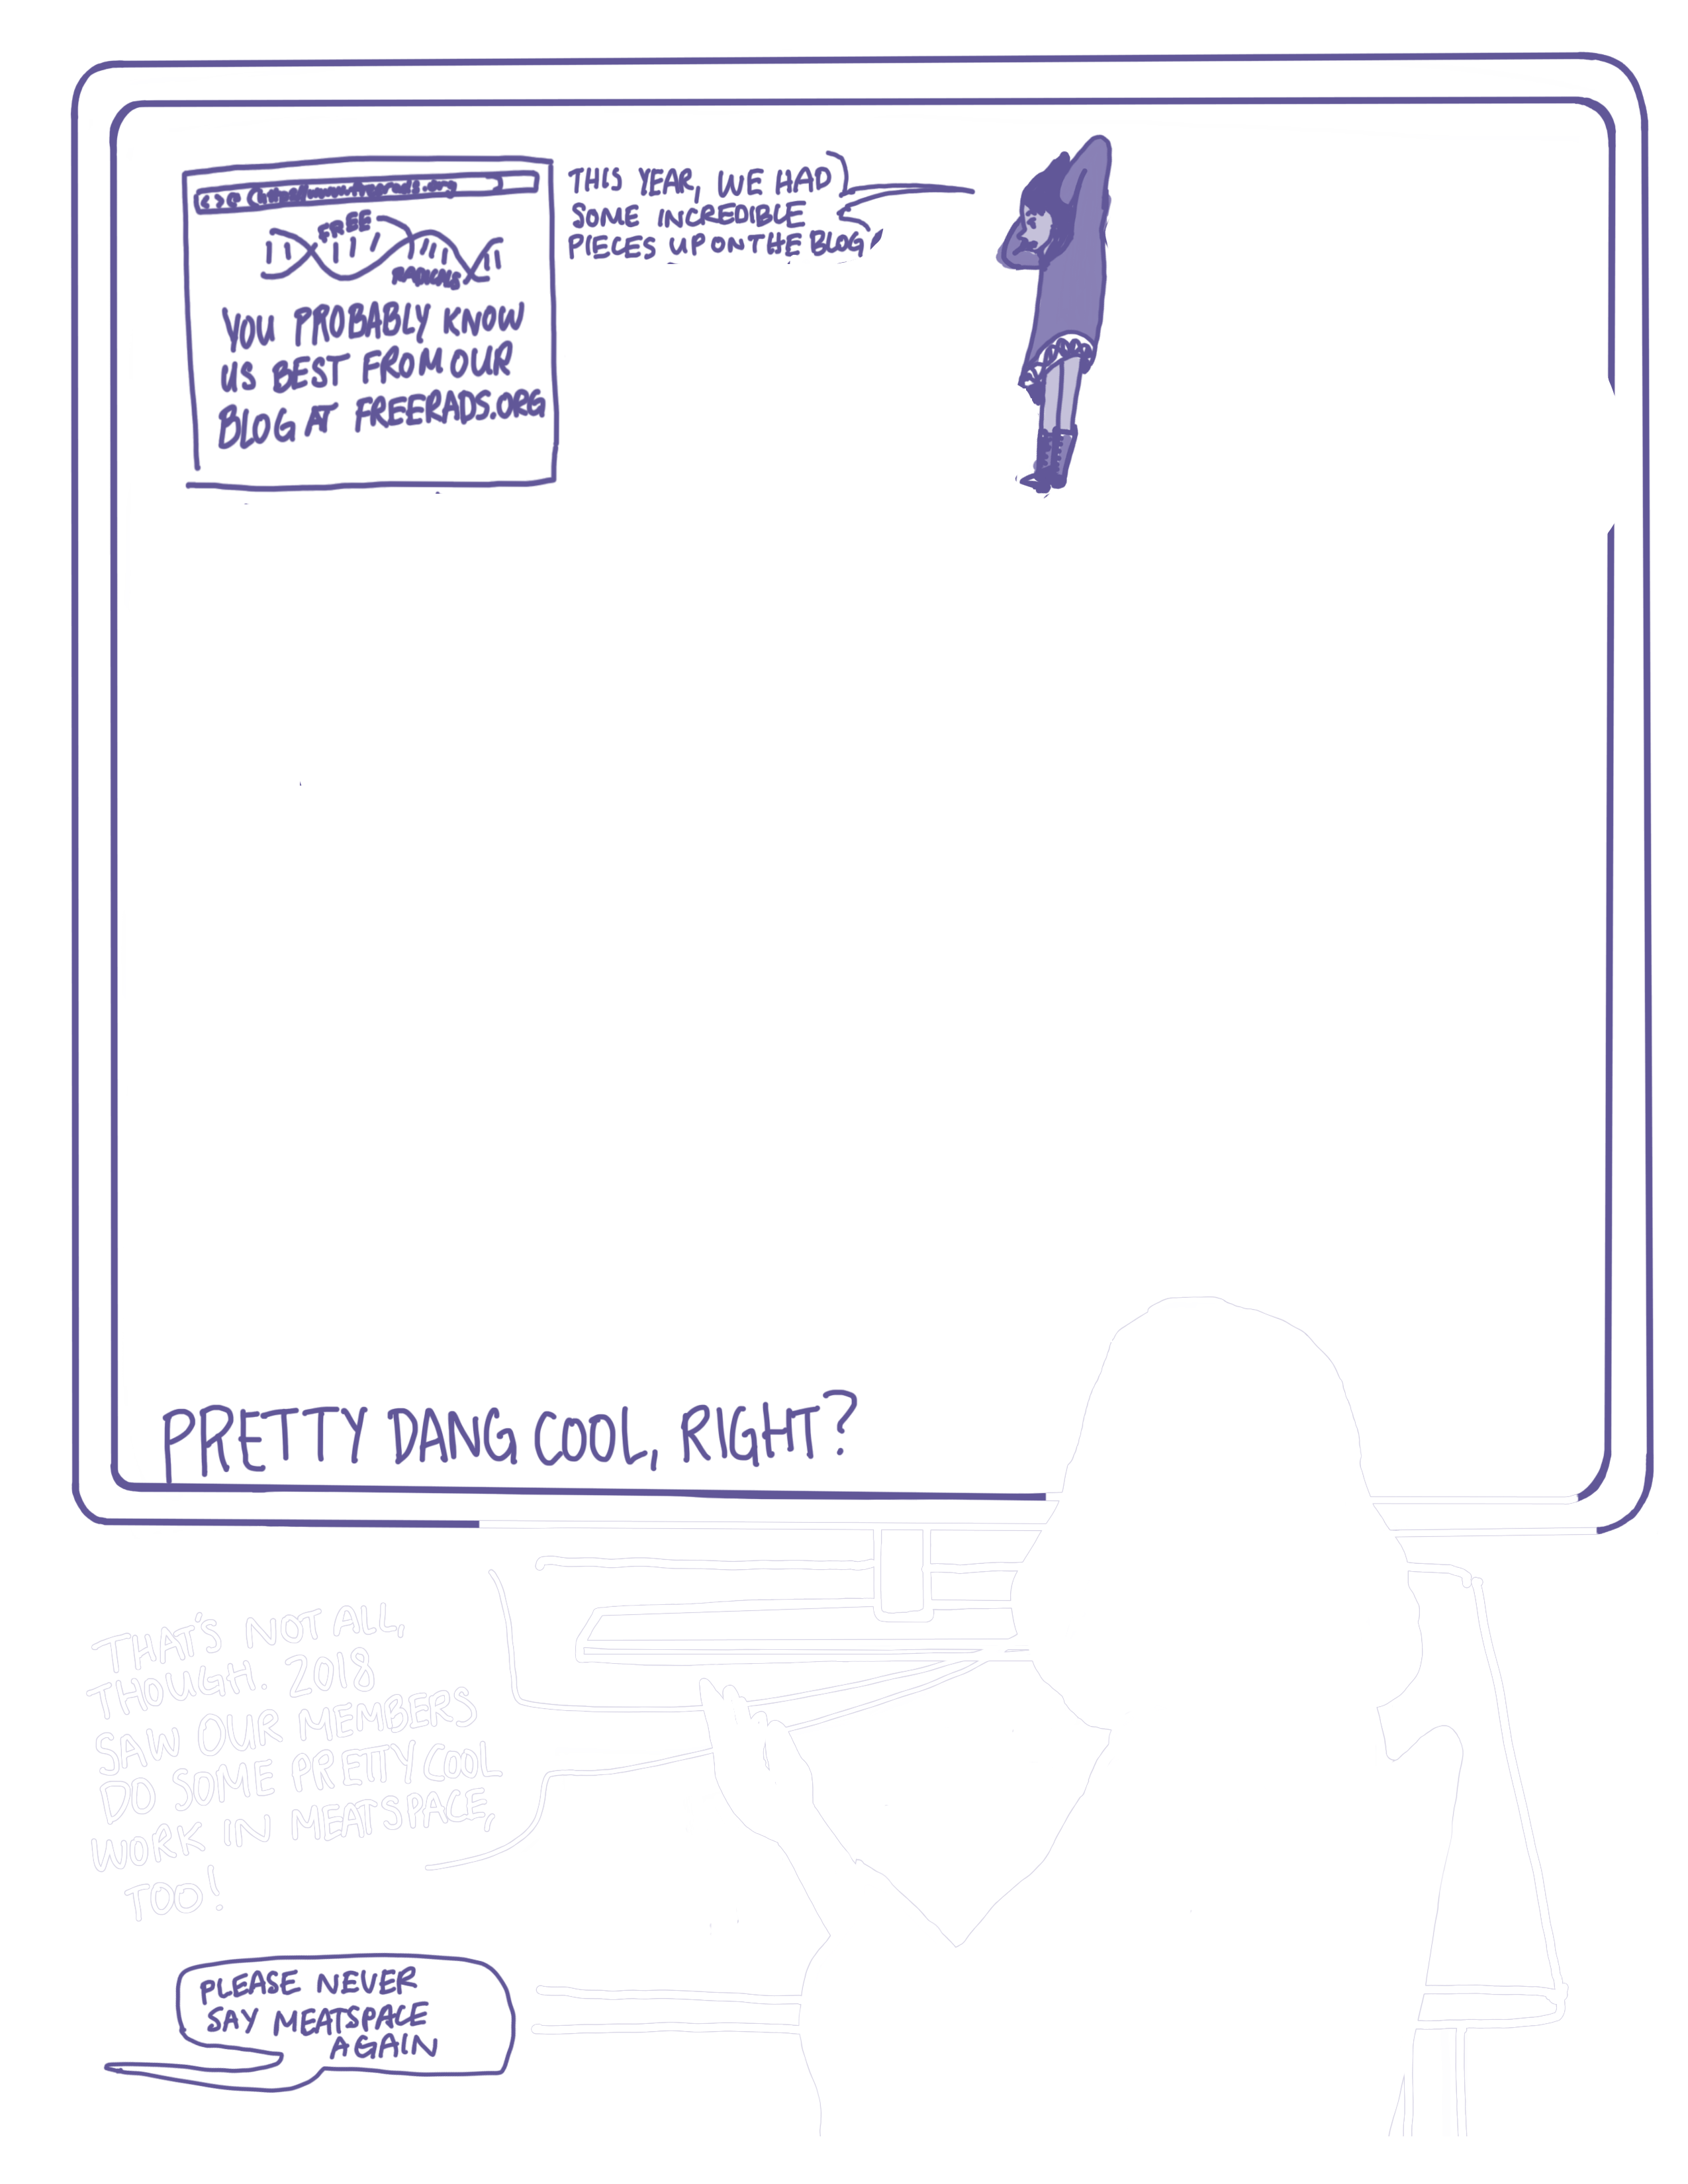 FREE
RADICALS
YOU PROBABLY KNOW
US BEST FROM OUR
BLOG AT FREERADS.ORG
THIS YEAR, WE HAD
SOME INCREDIBLE
PIECES UP ON THE BLOG
PRETTY DANG COOL, RIGHT?
THAT'S NOT ALL,
THOUGH. 2018
SAW OUR MEMBERS
DO SOME PRETTY COOL
WORK IN MEATSPACE,
TOO!
PLEASE NEVER
SAY MEATSPACE
AGAIN